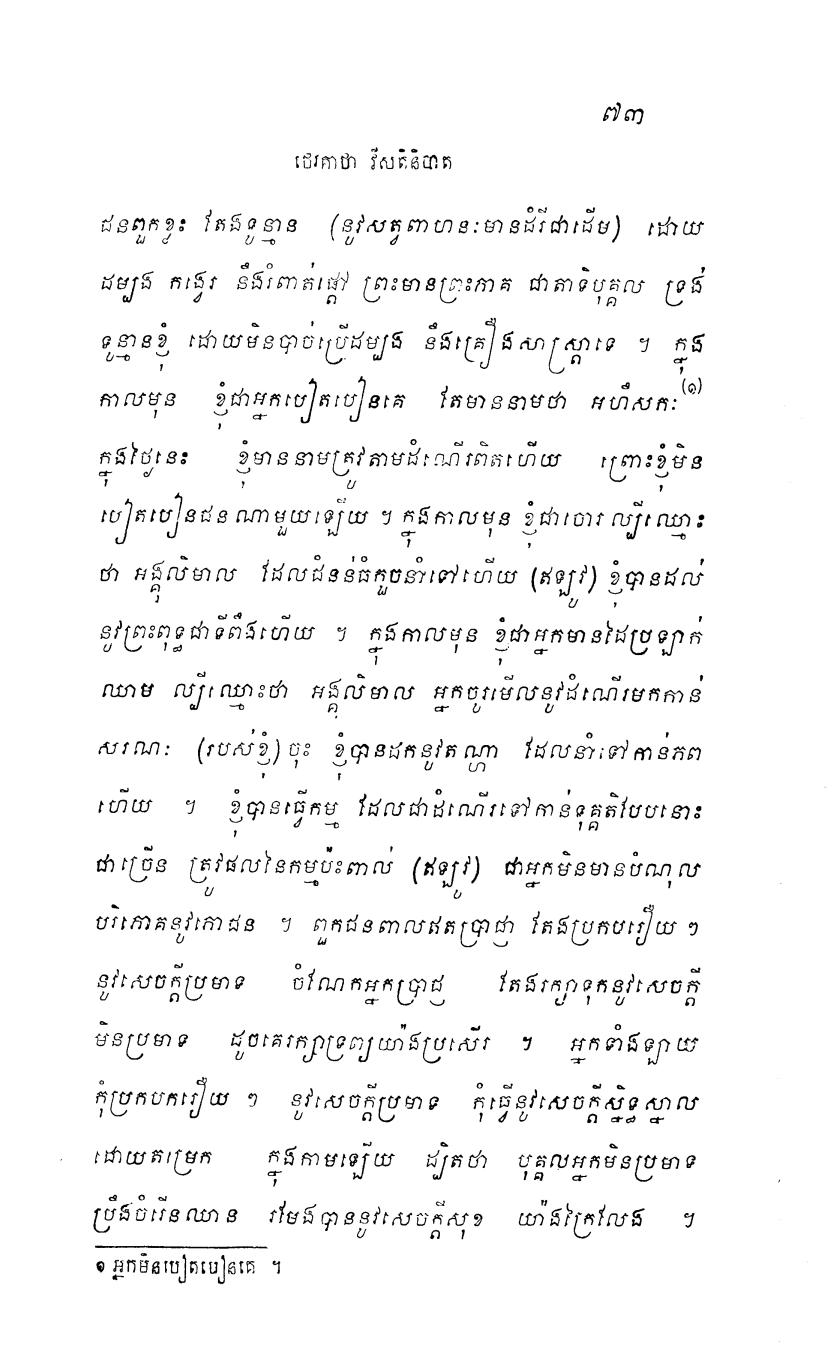 ៧៣
ថេរគាថា វីសតិនិបាត
ជនពួកខ្លះ តែងទូន្មាន (នូវសត្វពាហនៈមានដំរីជាដើម) ដោយ
ដម្បង កង្វេរ នឹងរំពាត់ផ្តៅ ព្រះមានព្រះភាគ ជាតាទិបុគ្គល ទ្រង់
ទូន្មានខ្ញុំ ដោយមិនបាច់ប្រើដម្បង នឹងគ្រឿងសាស្ត្រាទេ ។ ក្នុង
កាលមុន ខ្ញុំជាអ្នកបៀតបៀនគេ តែមាននាមថា អហឹសកៈ(១)
ក្នុងថ្ងៃនេះ ខ្ញុំមាននាមត្រូវតាមដំណើរពិតហើយ ព្រោះខ្ញុំមិន
បៀតបៀនជនណាមួយឡើយ ។ ក្នុងកាលមុន ខ្ញុំជាចោរល្បីឈ្មោះ
ថា អង្គុលិមាល ដែលជំនន់ធំកួចនាំទៅហើយ (ឥឡូវ) ខ្ញុំបានដល់
នូវព្រះពុទ្ធជាទីពឹងហើយ ។ ក្នុងកាលមុន ខ្ញុំជាអ្នកមានដៃប្រឡាក់
ឈាម ល្បីឈ្មោះថា អង្គុលិមាល អ្នកចូរមើលនូវដំណើរមកកាន់
សរណៈ (របស់ខ្ញុំ) ចុះ ខ្ញុំបានដកនូវតណ្ហា ដែលនាំទៅកាន់ភព
ហើយ ។ ខ្ញុំបានធ្វើកម្ម ដែលជាដំណើរទៅកាន់ទុគ្គតិបែបនោះ
ជាច្រើន ត្រូវផលនៃកម្មប៉ះពាល់ (ឥឡូវ) ជាអ្នកមិនមានបំណុល
បរិភោគនូវភោជន ។ ពួកជនពាលឥតប្រាជ្ញា តែងប្រកបរឿយ ៗ
នូវសេចក្តីប្រមាទ ចំណែកអ្នកប្រាជ្ញ តែងរក្សាទុកនូវសេចក្តី
មិនប្រមាទ ដូចគេរក្សាទ្រព្យយ៉ាងប្រសើរ ។ អ្នកទាំងឡាយ
កុំប្រកបករឿយ ៗ នូវសេចក្តីប្រមាទ កុំធ្វើនូវសេចក្តីស្និទ្ធស្នាល
ដោយតម្រេក ក្នុងកាមឡើយ ដ្បិតថា បុគ្គលអ្នកមិនប្រមាទ
ប្រឹងចំរើនឈាន រមែងបាននូវសេចក្តីសុខ យ៉ាងក្រៃលែង ។
១ អ្នកមិនបៀតបៀនគេ ។